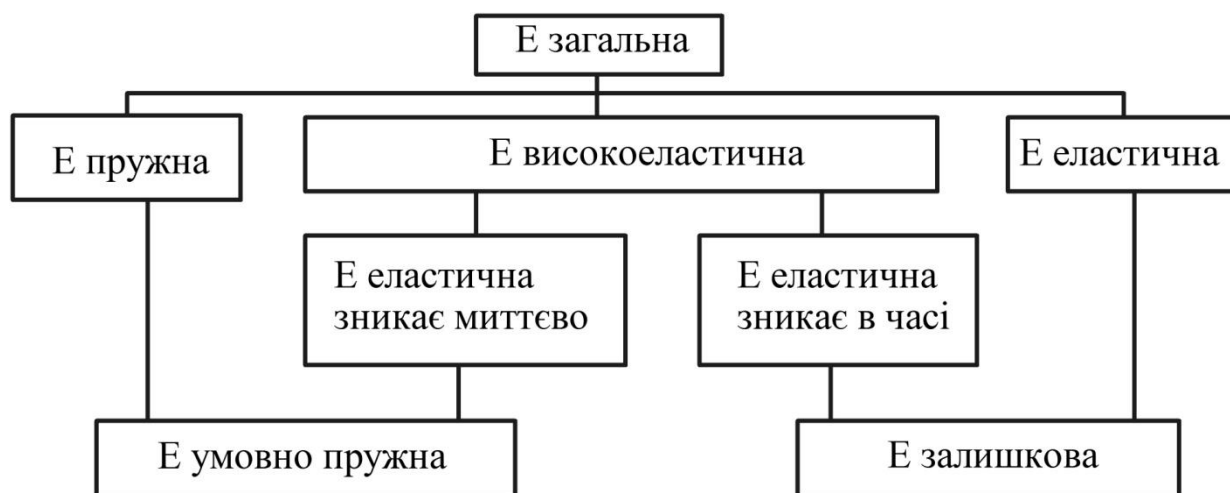 Е загальна
Е пружна
Е високоеластична
Е еластична
Е еластична
зникає миттєво
Е еластична
зникає в часі
Е умовно пружна
Е залишкова